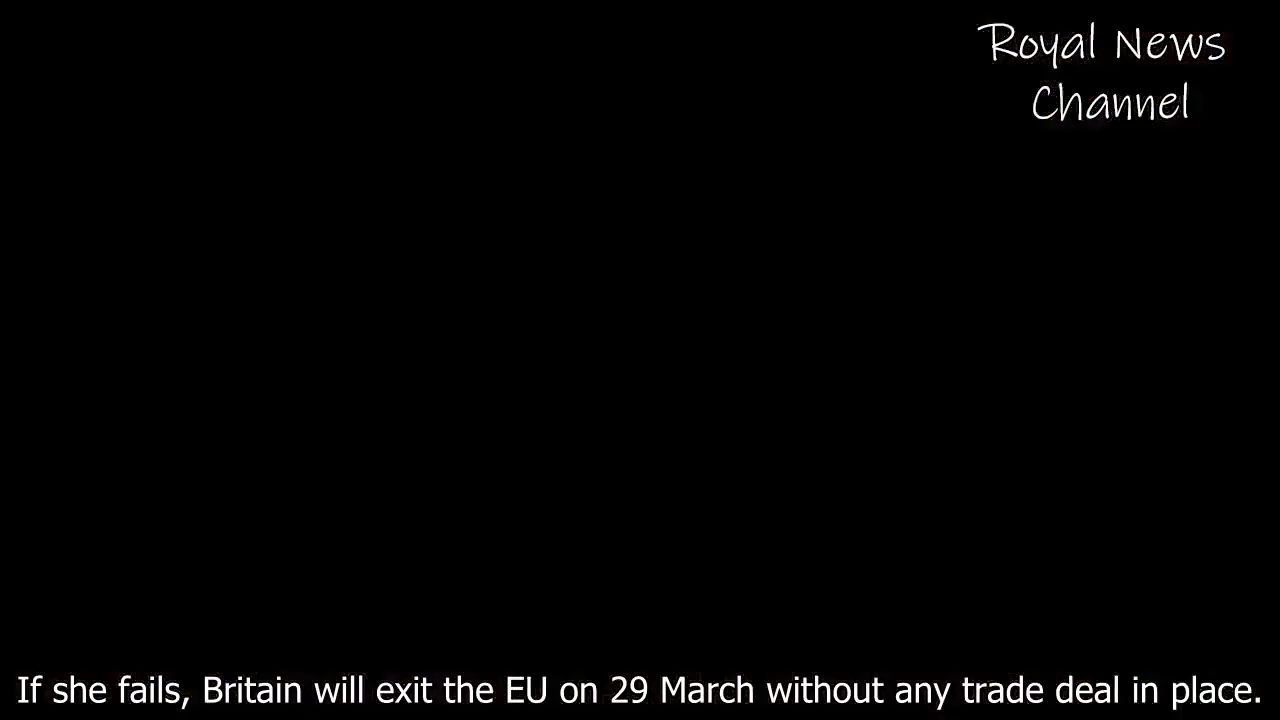 Royal News
Channel
If she fails, Britain will exit the EU on 29 March without any trade deal in place.